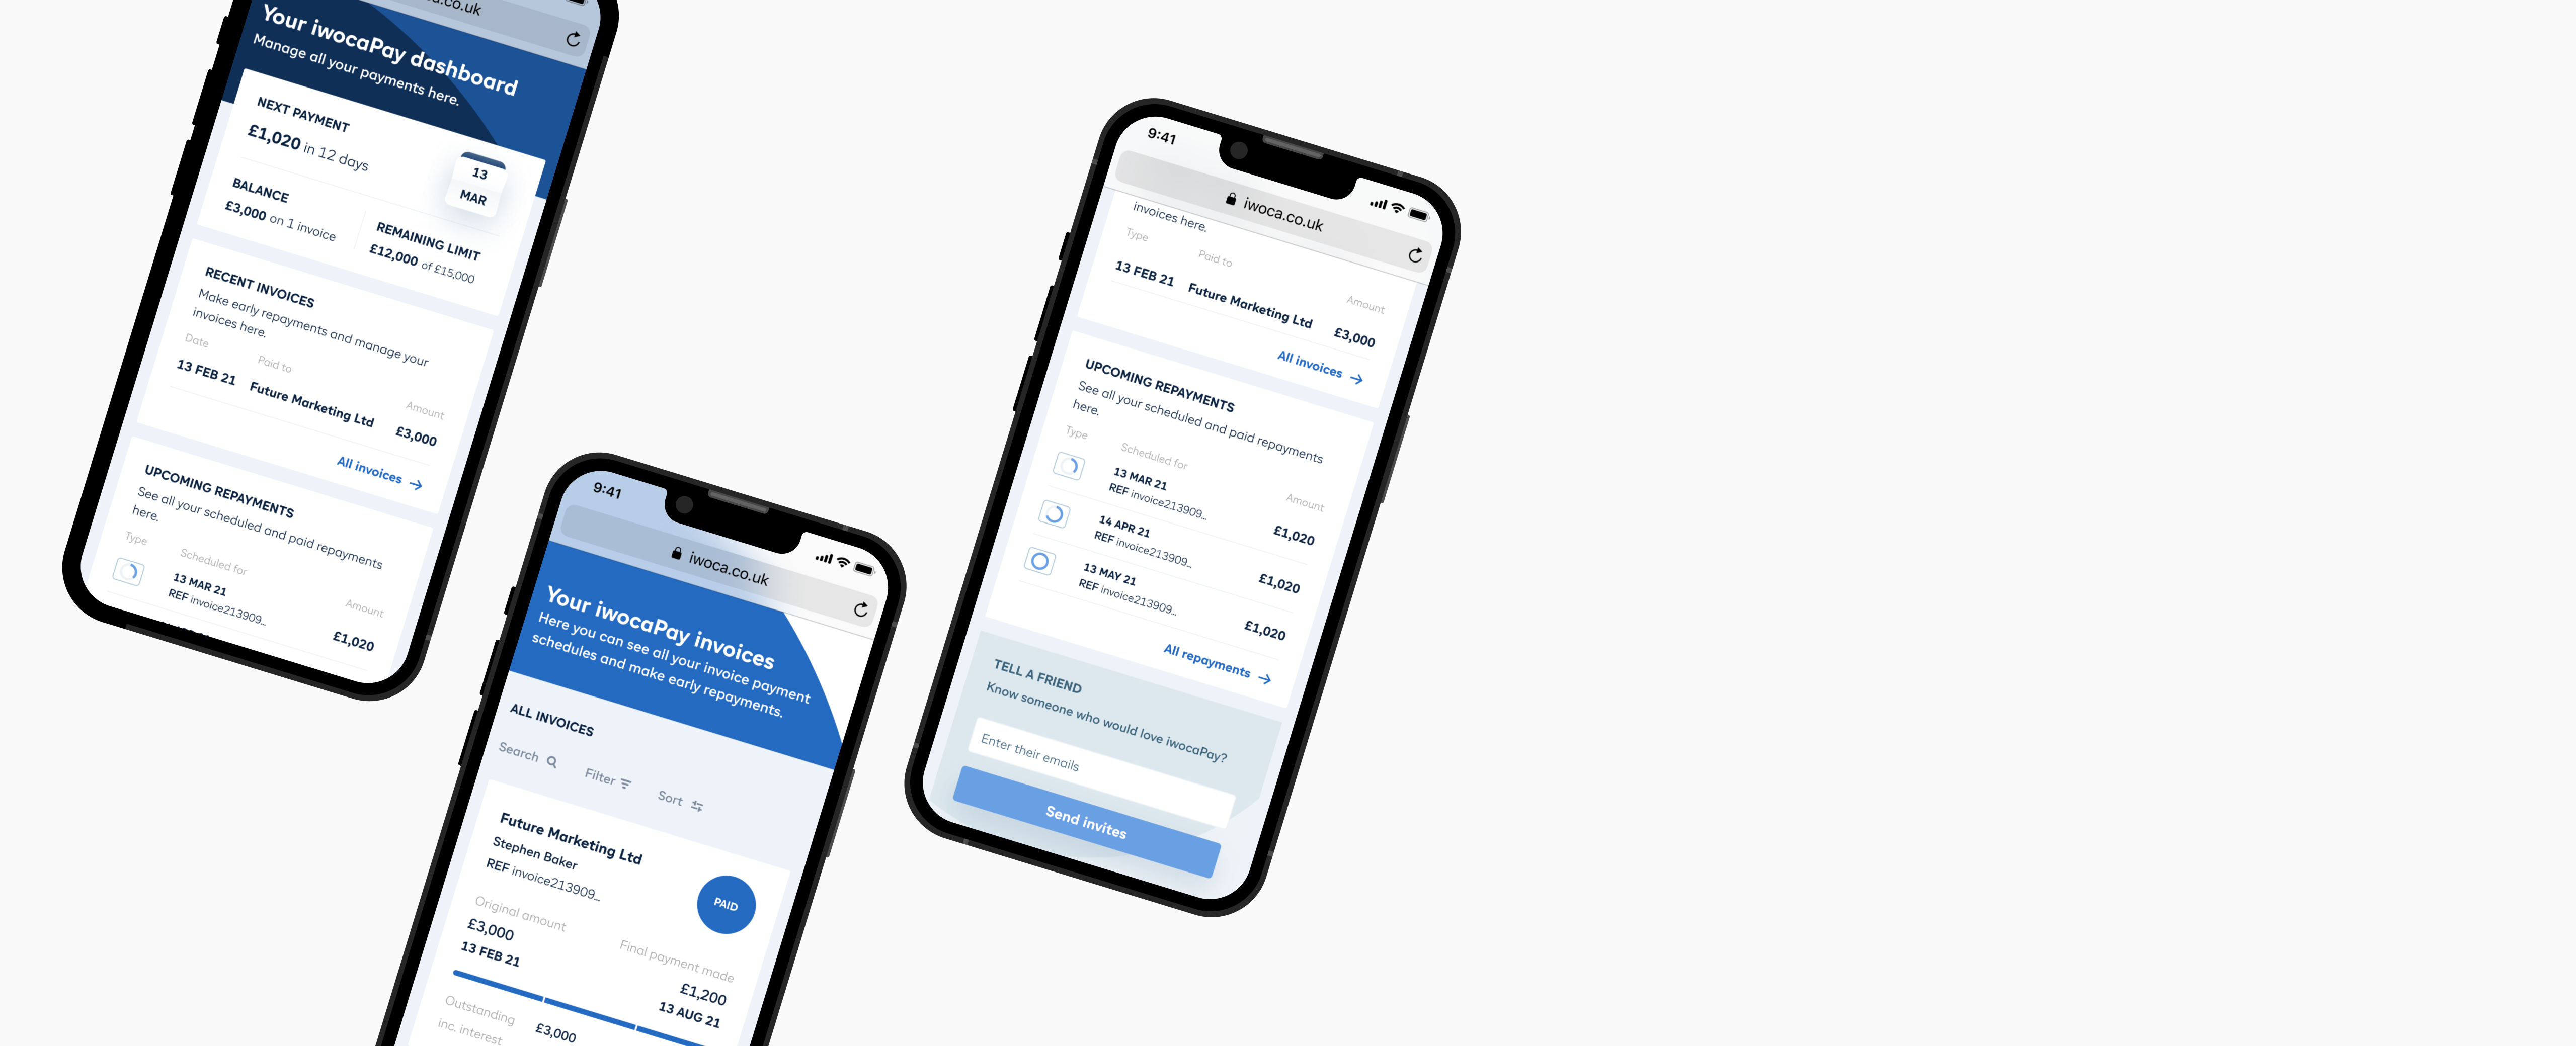 .co.uk
Your iwocaPay dashboard
Manage all your payments here.
NEXT PAYMENT
£1,020 in 12 days
13
MAR
BALANCE
£3,000 on 1 invoice
REMAINING LIMIT
£12,000 of £15,000
RECENT INVOICES
Make early repayments and manage your
invoices here.
Date Paid to Amount
13 FEB 21 Future Marketing Ltd £3,000
All invoices
UPCOMING REPAYMENTS
See all your scheduled and paid repayments
here.
Type Scheduled for Amount
13 MAR 21
REF invoice213909_
£1,020
9:41
iwoca.co.uk
Your iwocaPay invoices
Here you can see all your invoice payment
schedules and make early repayments.
ALL INVOICES
Search Filter Sort
Future Marketing Ltd
Stephen Baker
REF invoice213909_
PAID
Original amount
£3,000
13 FEB 21
Final payment made
£1,200
13 AUG 21
Outstanding
inc. interest
£3,000
9:41
iwoca.co.uk
invoices here.
Type Paid to Amount
13 FEB 21 Future Marketing Ltd £3,000
All invoices
UPCOMING REPAYMENTS
See all your scheduled and paid repayments
here.
Type Scheduled for Amount
13 MAR 21
REF invoice213909_
£1,020
14 APR 21
REF invoice213909_
£1,020
13 MAY 21
REF invoice213909_
£1,020
All repayments
TELL A FRIEND
Know someone who would love iwocaPay?
Enter their emails
Send invites